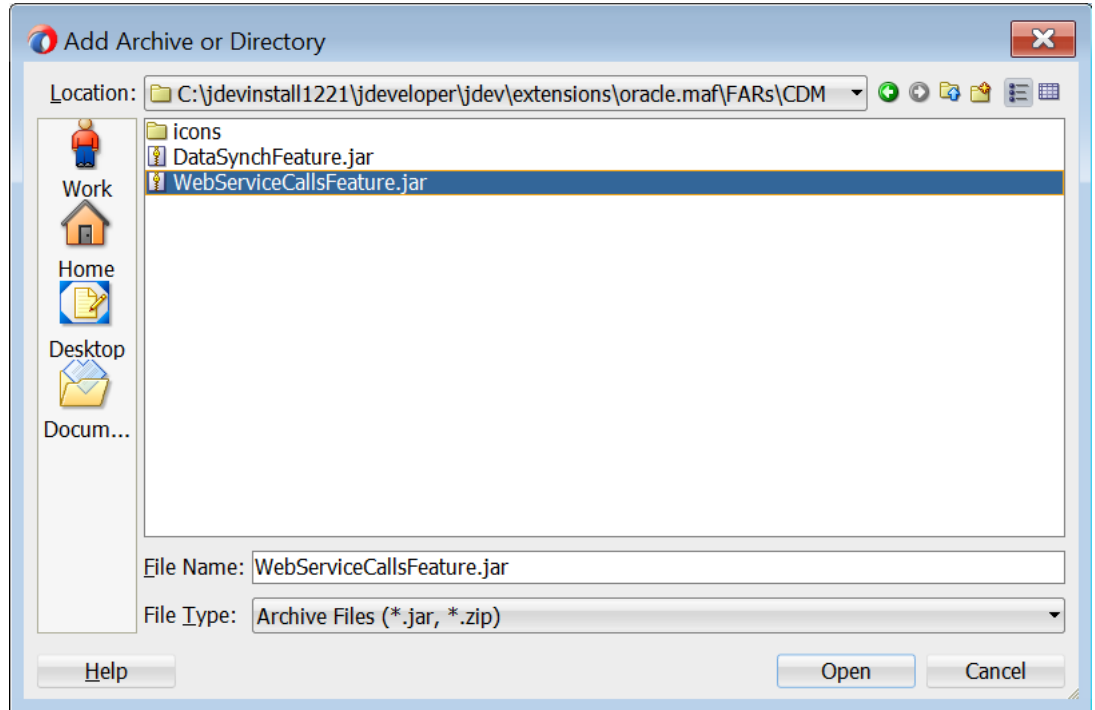 Add Archive or Directory
Location: C:\jdevinstall1221\jdeveloper\jdev\extensions\oracle.maf\FARs\CDM
Work
Home
Desktop
Docum...
icons
DataSynchFeature.jar
WebServiceCallsFeature.jar
File Name: WebServiceCallsFeature.jar
File Type: Archive Files (*.jar, *.zip)
Help Open Cancel